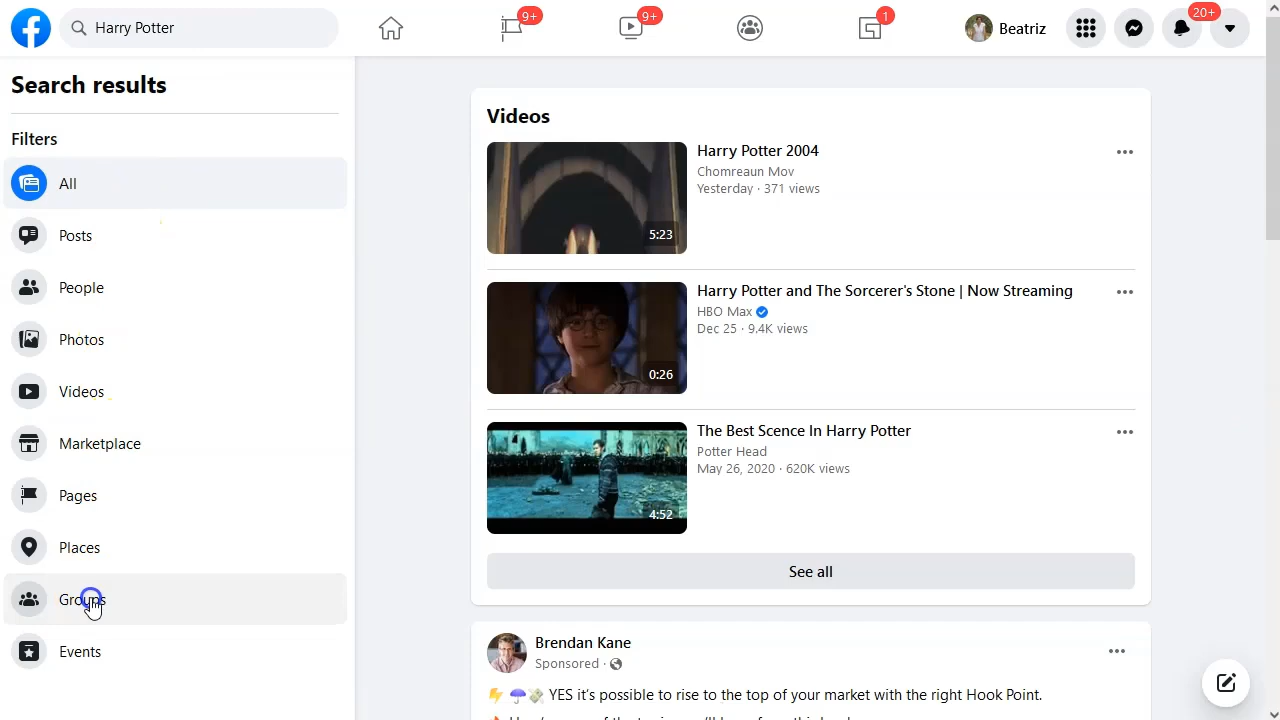 Harry Potter
9+
9+
1
Beatriz
20+
Search results
Filters
All
Posts
People
Photos
Videos
Marketplace
Pages
Places
Groups
Events
Videos
Harry Potter 2004
Chomreaun Mov
Yesterday · 371 views
5:23
Harry Potter and The Sorcerer's Stone | Now Streaming
HBO Max
Dec 25 · 9.4K views
0:26
The Best Scence In Harry Potter
Potter Head
May 26, 2020 · 620K views
4:52
See all
Brendan Kane
Sponsored ·
⚡ ☂️💸 YES it's possible to rise to the top of your market with the right Hook Point.